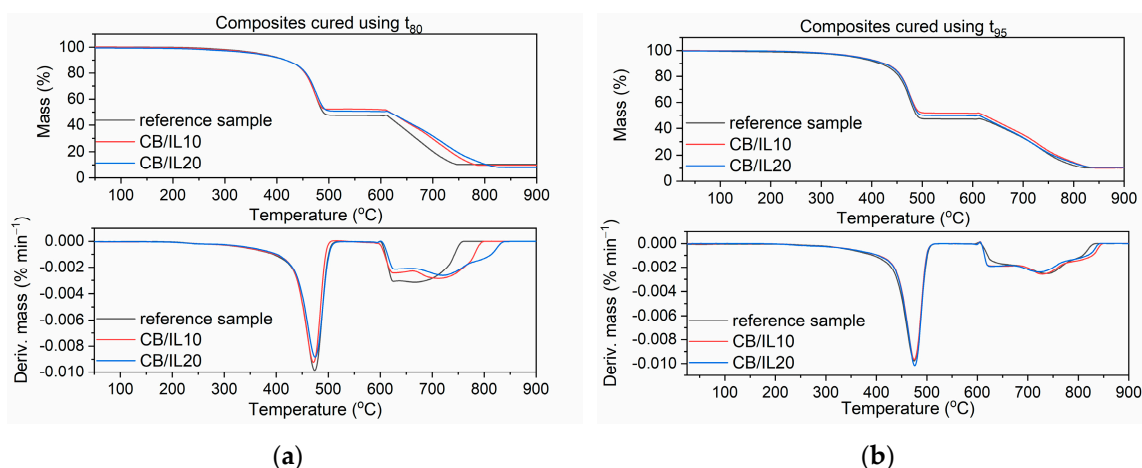 Composites cured using t80
Mass (%)
100
80
60
40
20
0
reference sample
CB/IL10
CB/IL20
100 200 300 400 500 600 700 800 900
Temperature (°C)
Deriv. mass (% min−1)
0.000
-0.002
-0.004
-0.006
-0.008
-0.010
reference sample
CB/IL10
CB/IL20
100 200 300 400 500 600 700 800 900
Temperature (°C)
(a)
Composites cured using t95
Mass (%)
100
80
60
40
20
0
reference sample
CB/IL10
CB/IL20
100 200 300 400 500 600 700 800 900
Temperature (°C)
Deriv. mass (% min−1)
0.000
-0.002
-0.004
-0.006
-0.008
-0.010
reference sample
CB/IL10
CB/IL20
100 200 300 400 500 600 700 800 900
Temperature (°C)
(b)